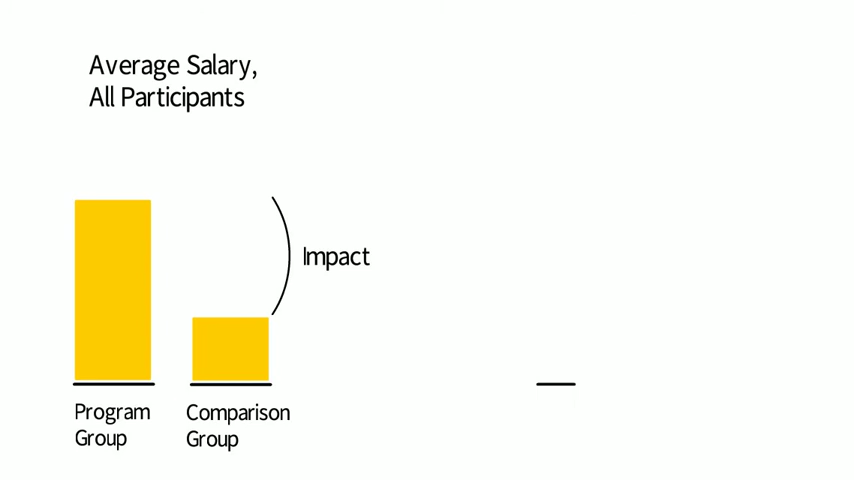 Average Salary,
All Participants
Impact
Program
Group
Comparison
Group